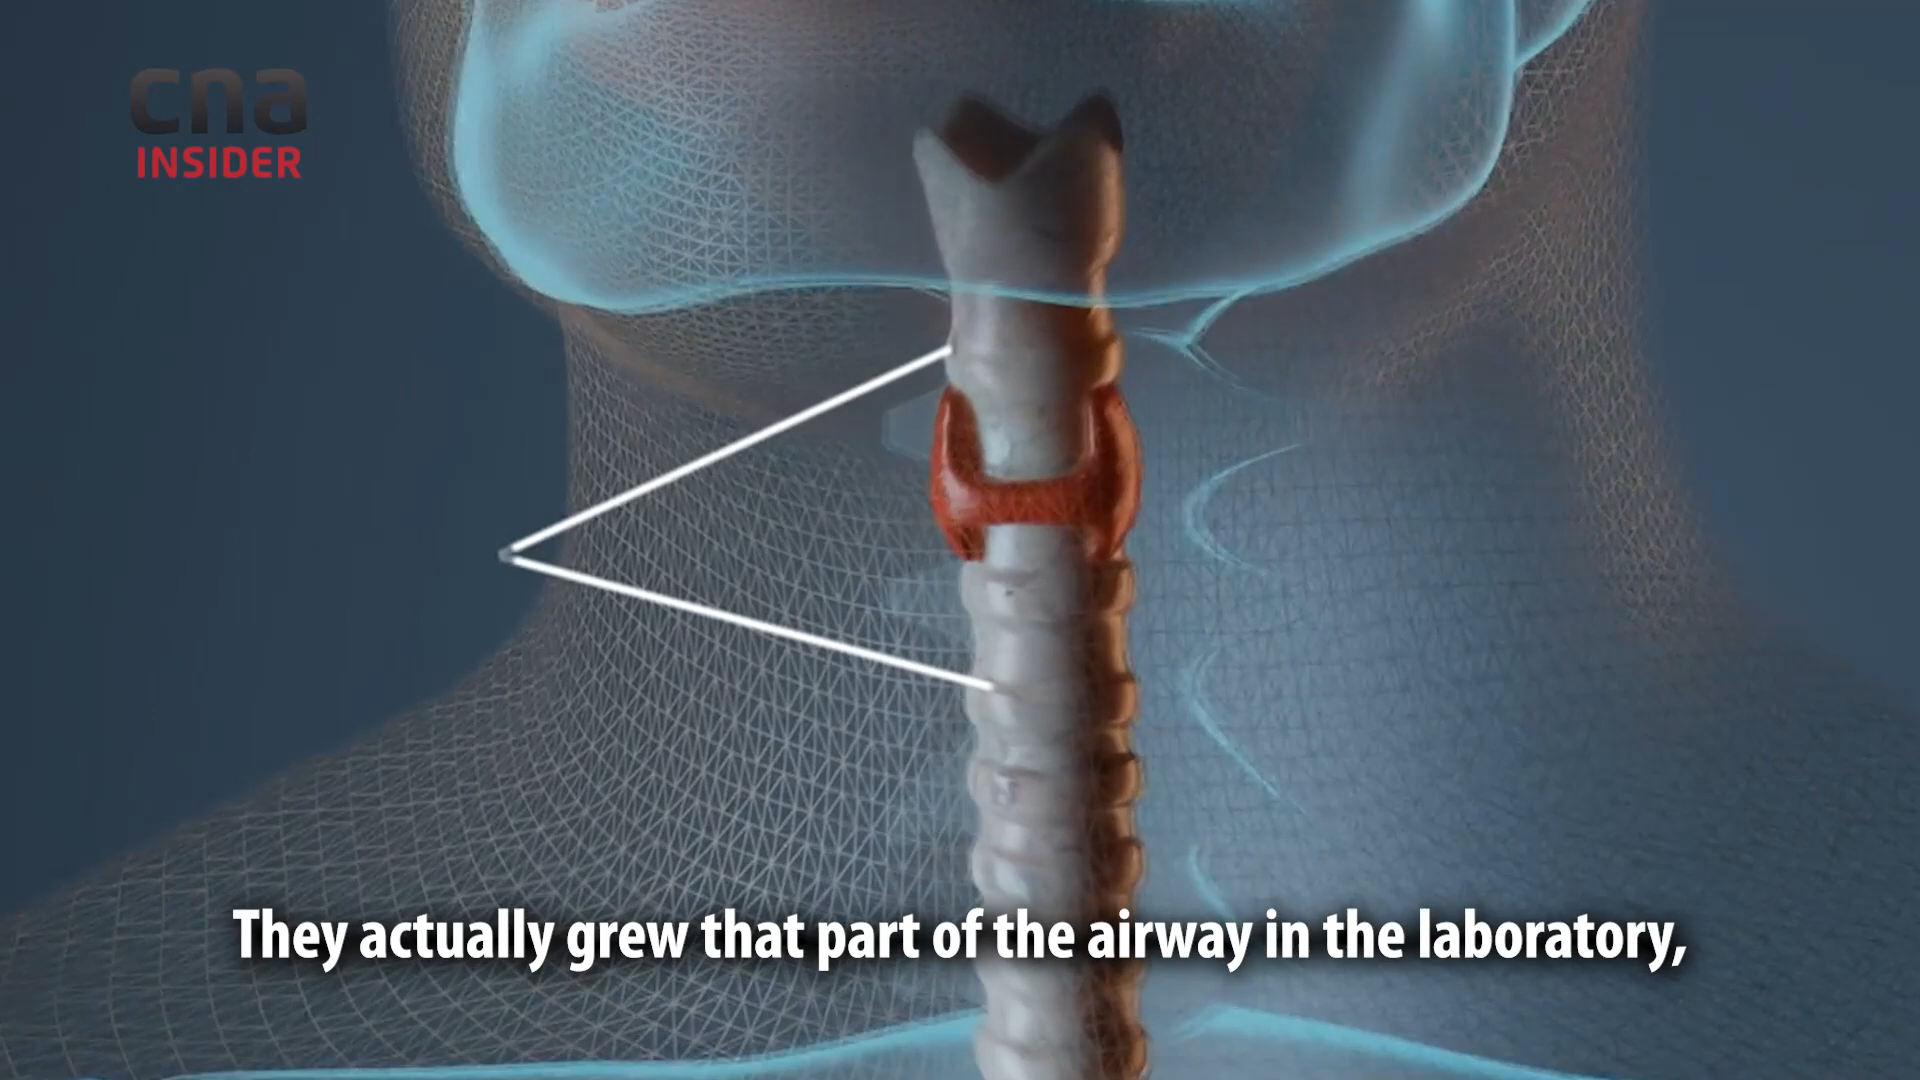 cna
INSIDER
They actually grew that part of the airway in the laboratory,